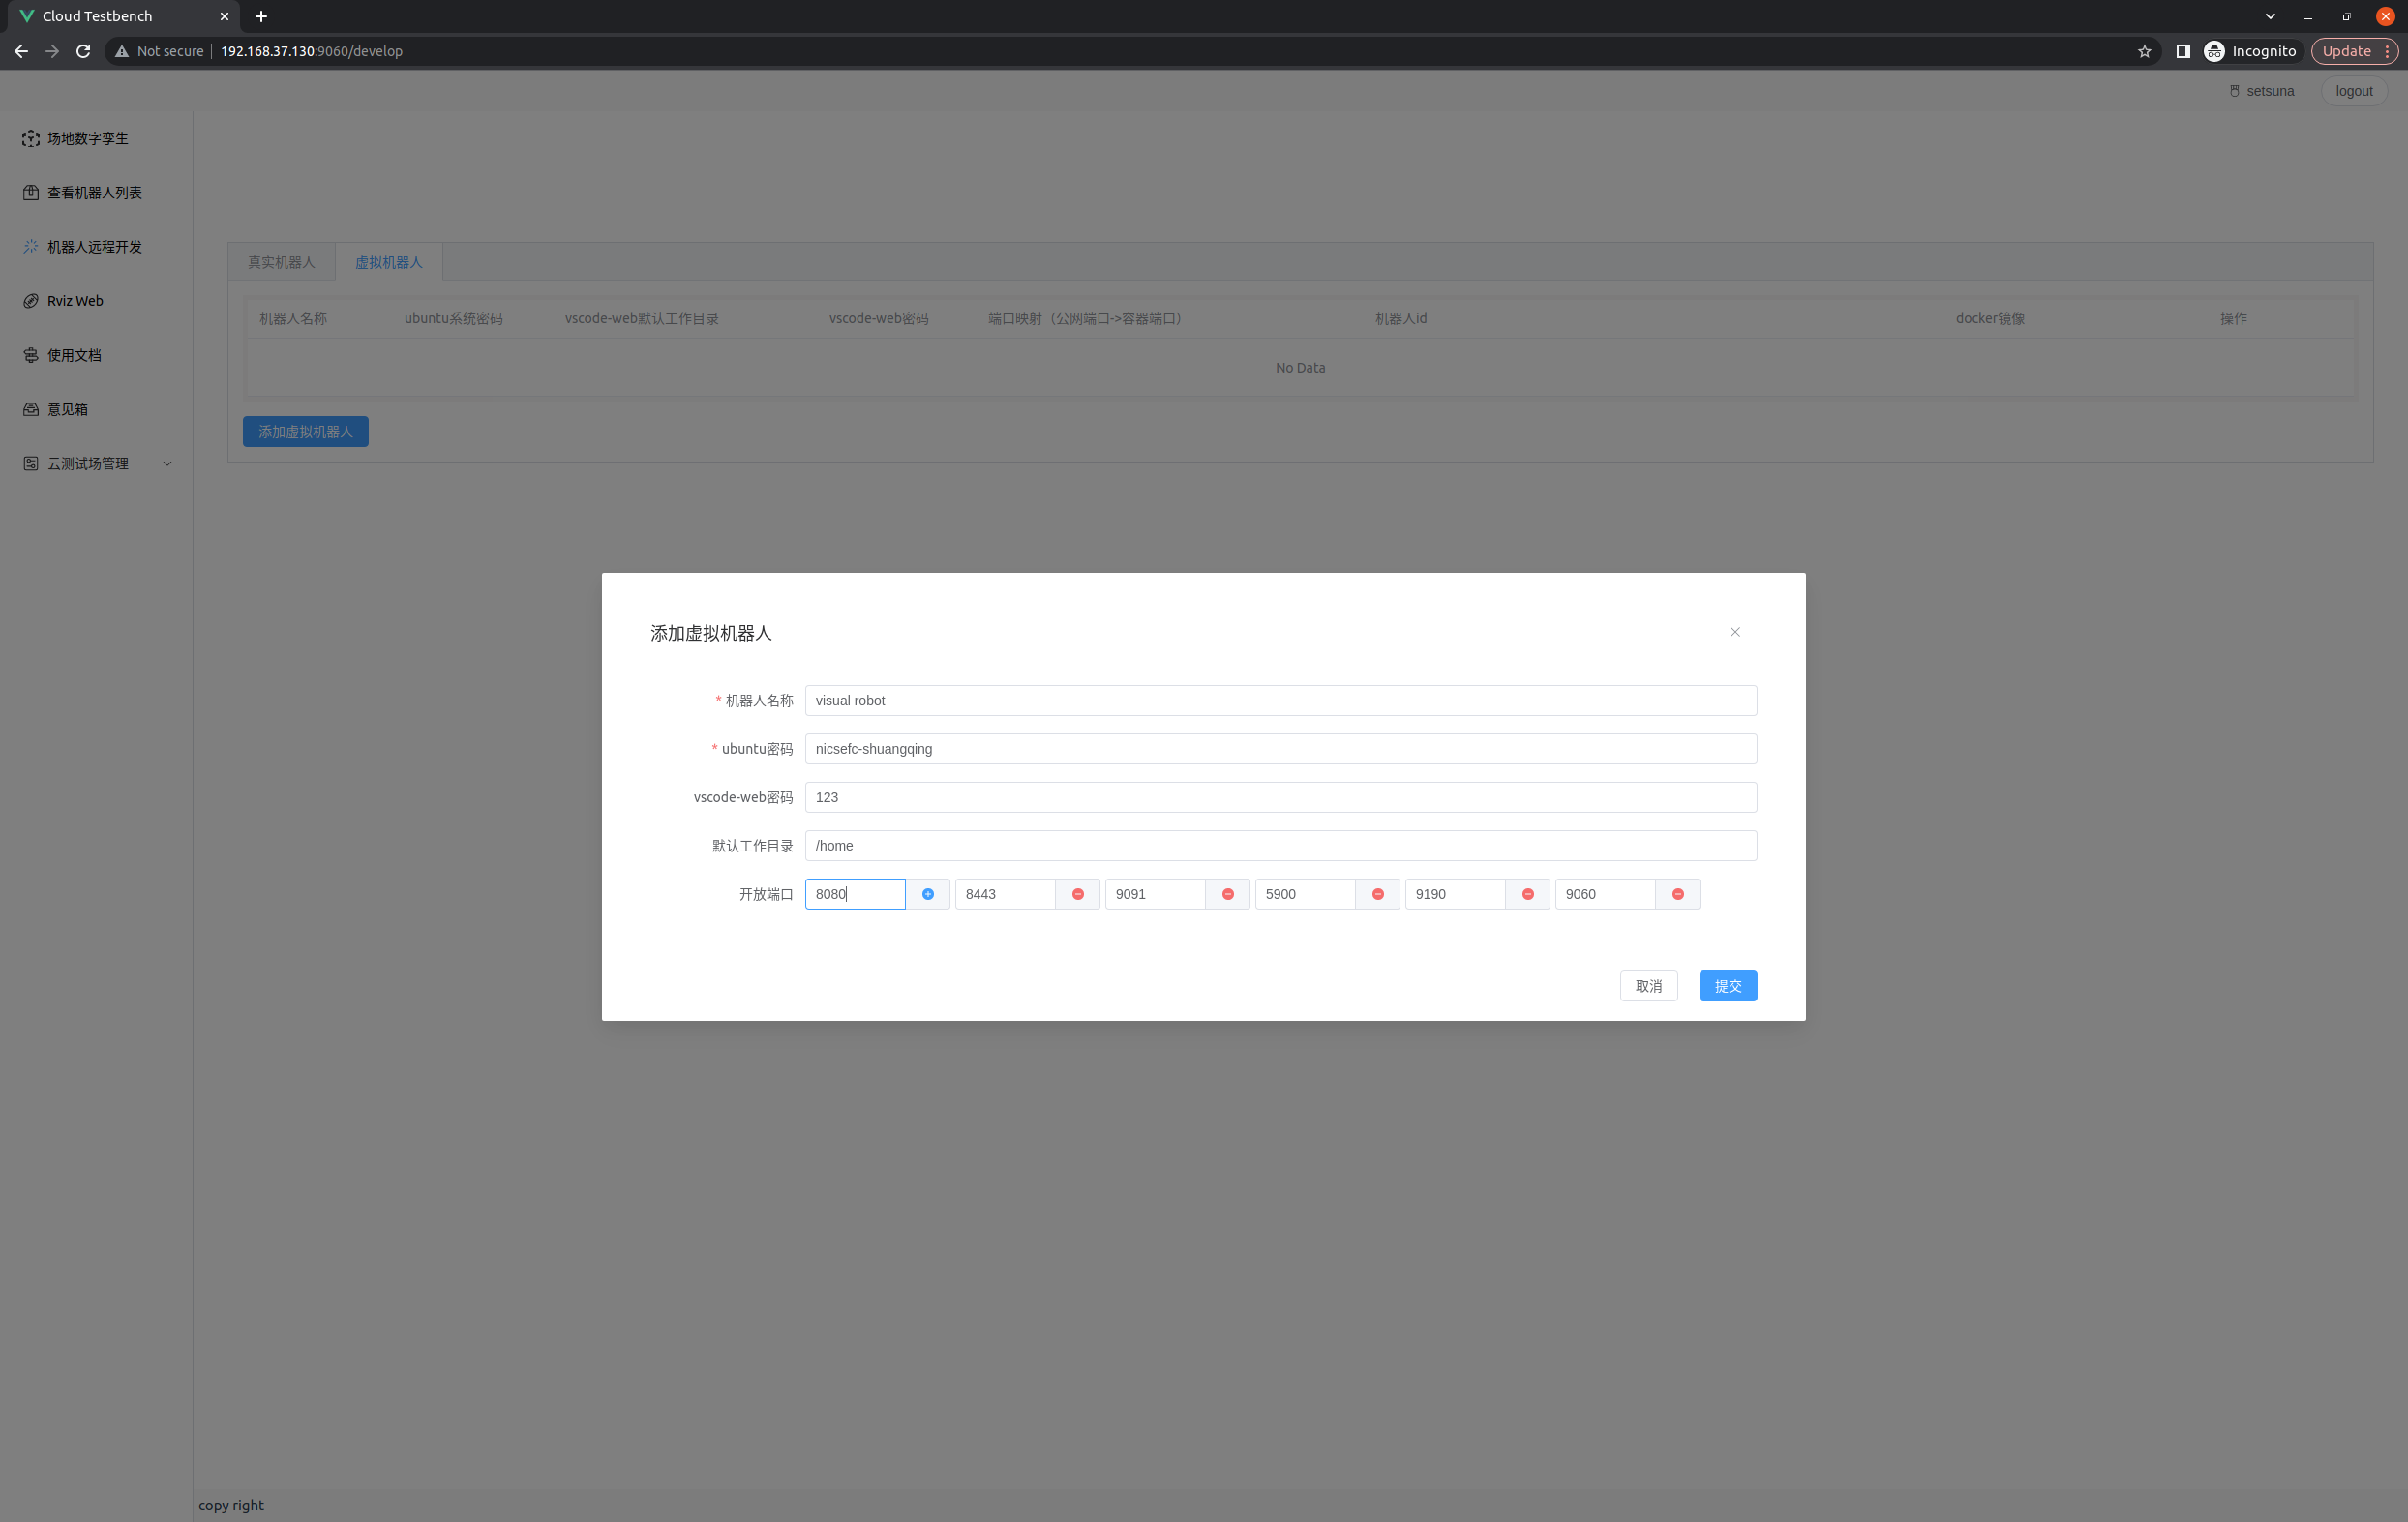 Cloud Testbench
Not secure 192.168.37.130:9060/develop Incognito Update
setsuna logout
场地数字孪生
查看机器人列表
机器人远程开发
Rviz Web
使用文档
意见箱
云测试场管理
真实机器人 虚拟机器人
机器人名称 ubuntu系统密码 vscode-web默认工作目录 vscode-web密码 端口映射（公网端口->容器端口） 机器人id docker镜像 操作
No Data
添加虚拟机器人
添加虚拟机器人
* 机器人名称 visual robot
* ubuntu密码 nicsefc-shuangqing
vscode-web密码 123
默认工作目录 /home
开放端口 8080 8443 9091 5900 9190 9060
取消 提交
copy right